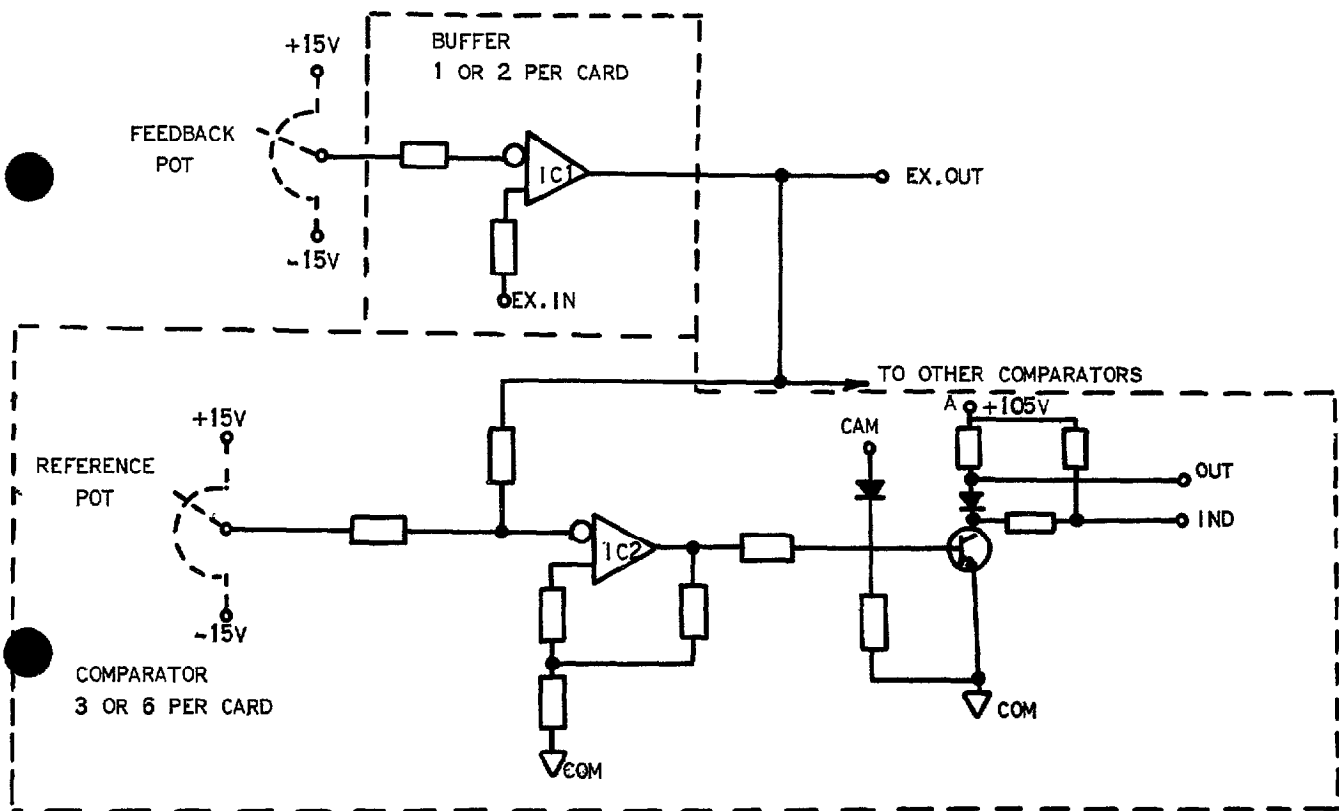 BUFFER
1 OR 2 PER CARD
+15V
FEEDBACK
POT
-15V
IC1
EX.OUT
EX.IN
TO OTHER COMPARATORS
A +105V
+15V
CAM
REFERENCE
POT
OUT
IND
IC2
-15V
COMPARATOR
3 OR 6 PER CARD
COM
COM